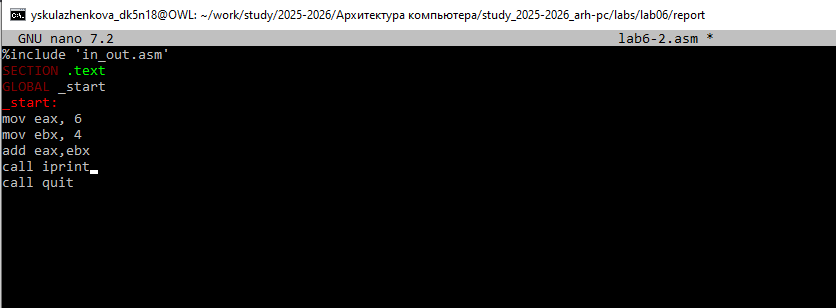 yskulazhenkova_dk5n18@OWL: ~/work/study/2025-2026/Архитектура компьютера/study_2025-2026_arh-pc/labs/lab06/report
GNU nano 7.2 lab6-2.asm *
%include 'in_out.asm'
SECTION .text
GLOBAL _start
_start:
mov eax, 6
mov ebx, 4
add eax,ebx
call iprint
call quit